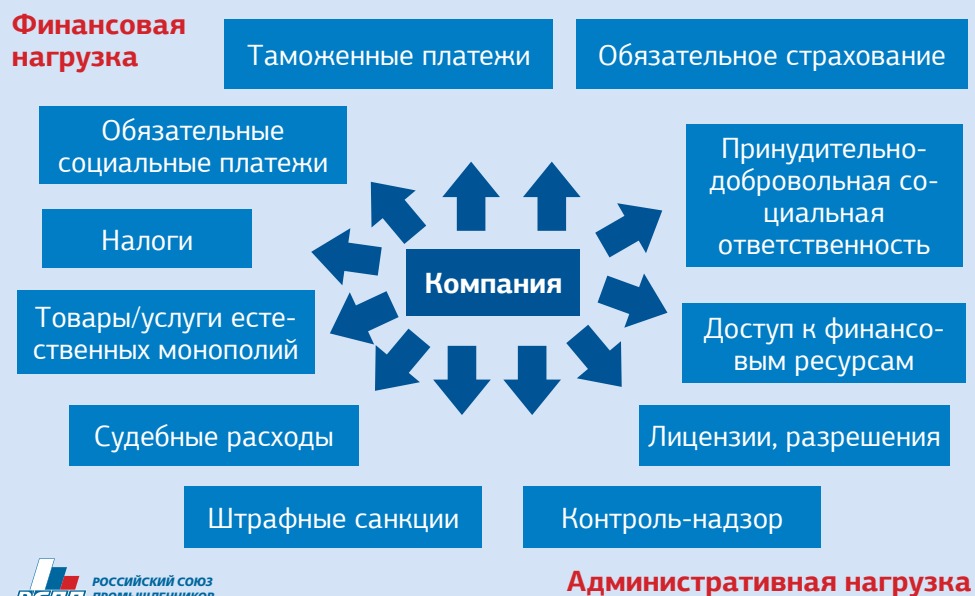 Финансовая
нагрузка
Таможенные платежи
Обязательное страхование
Обязательные
социальные платежи
Принудительно-
добровольная со-
циальная
ответственность
Налоги
Компания
Товары/услуги есте-
ственных монополий
Доступ к финансо-
вым ресурсам
Судебные расходы
Лицензии, разрешения
Штрафные санкции
Контроль-надзор
РОССИЙСКИЙ СОЮЗ
ПРОМЫШЛЕННИКОВ
Административная нагрузка